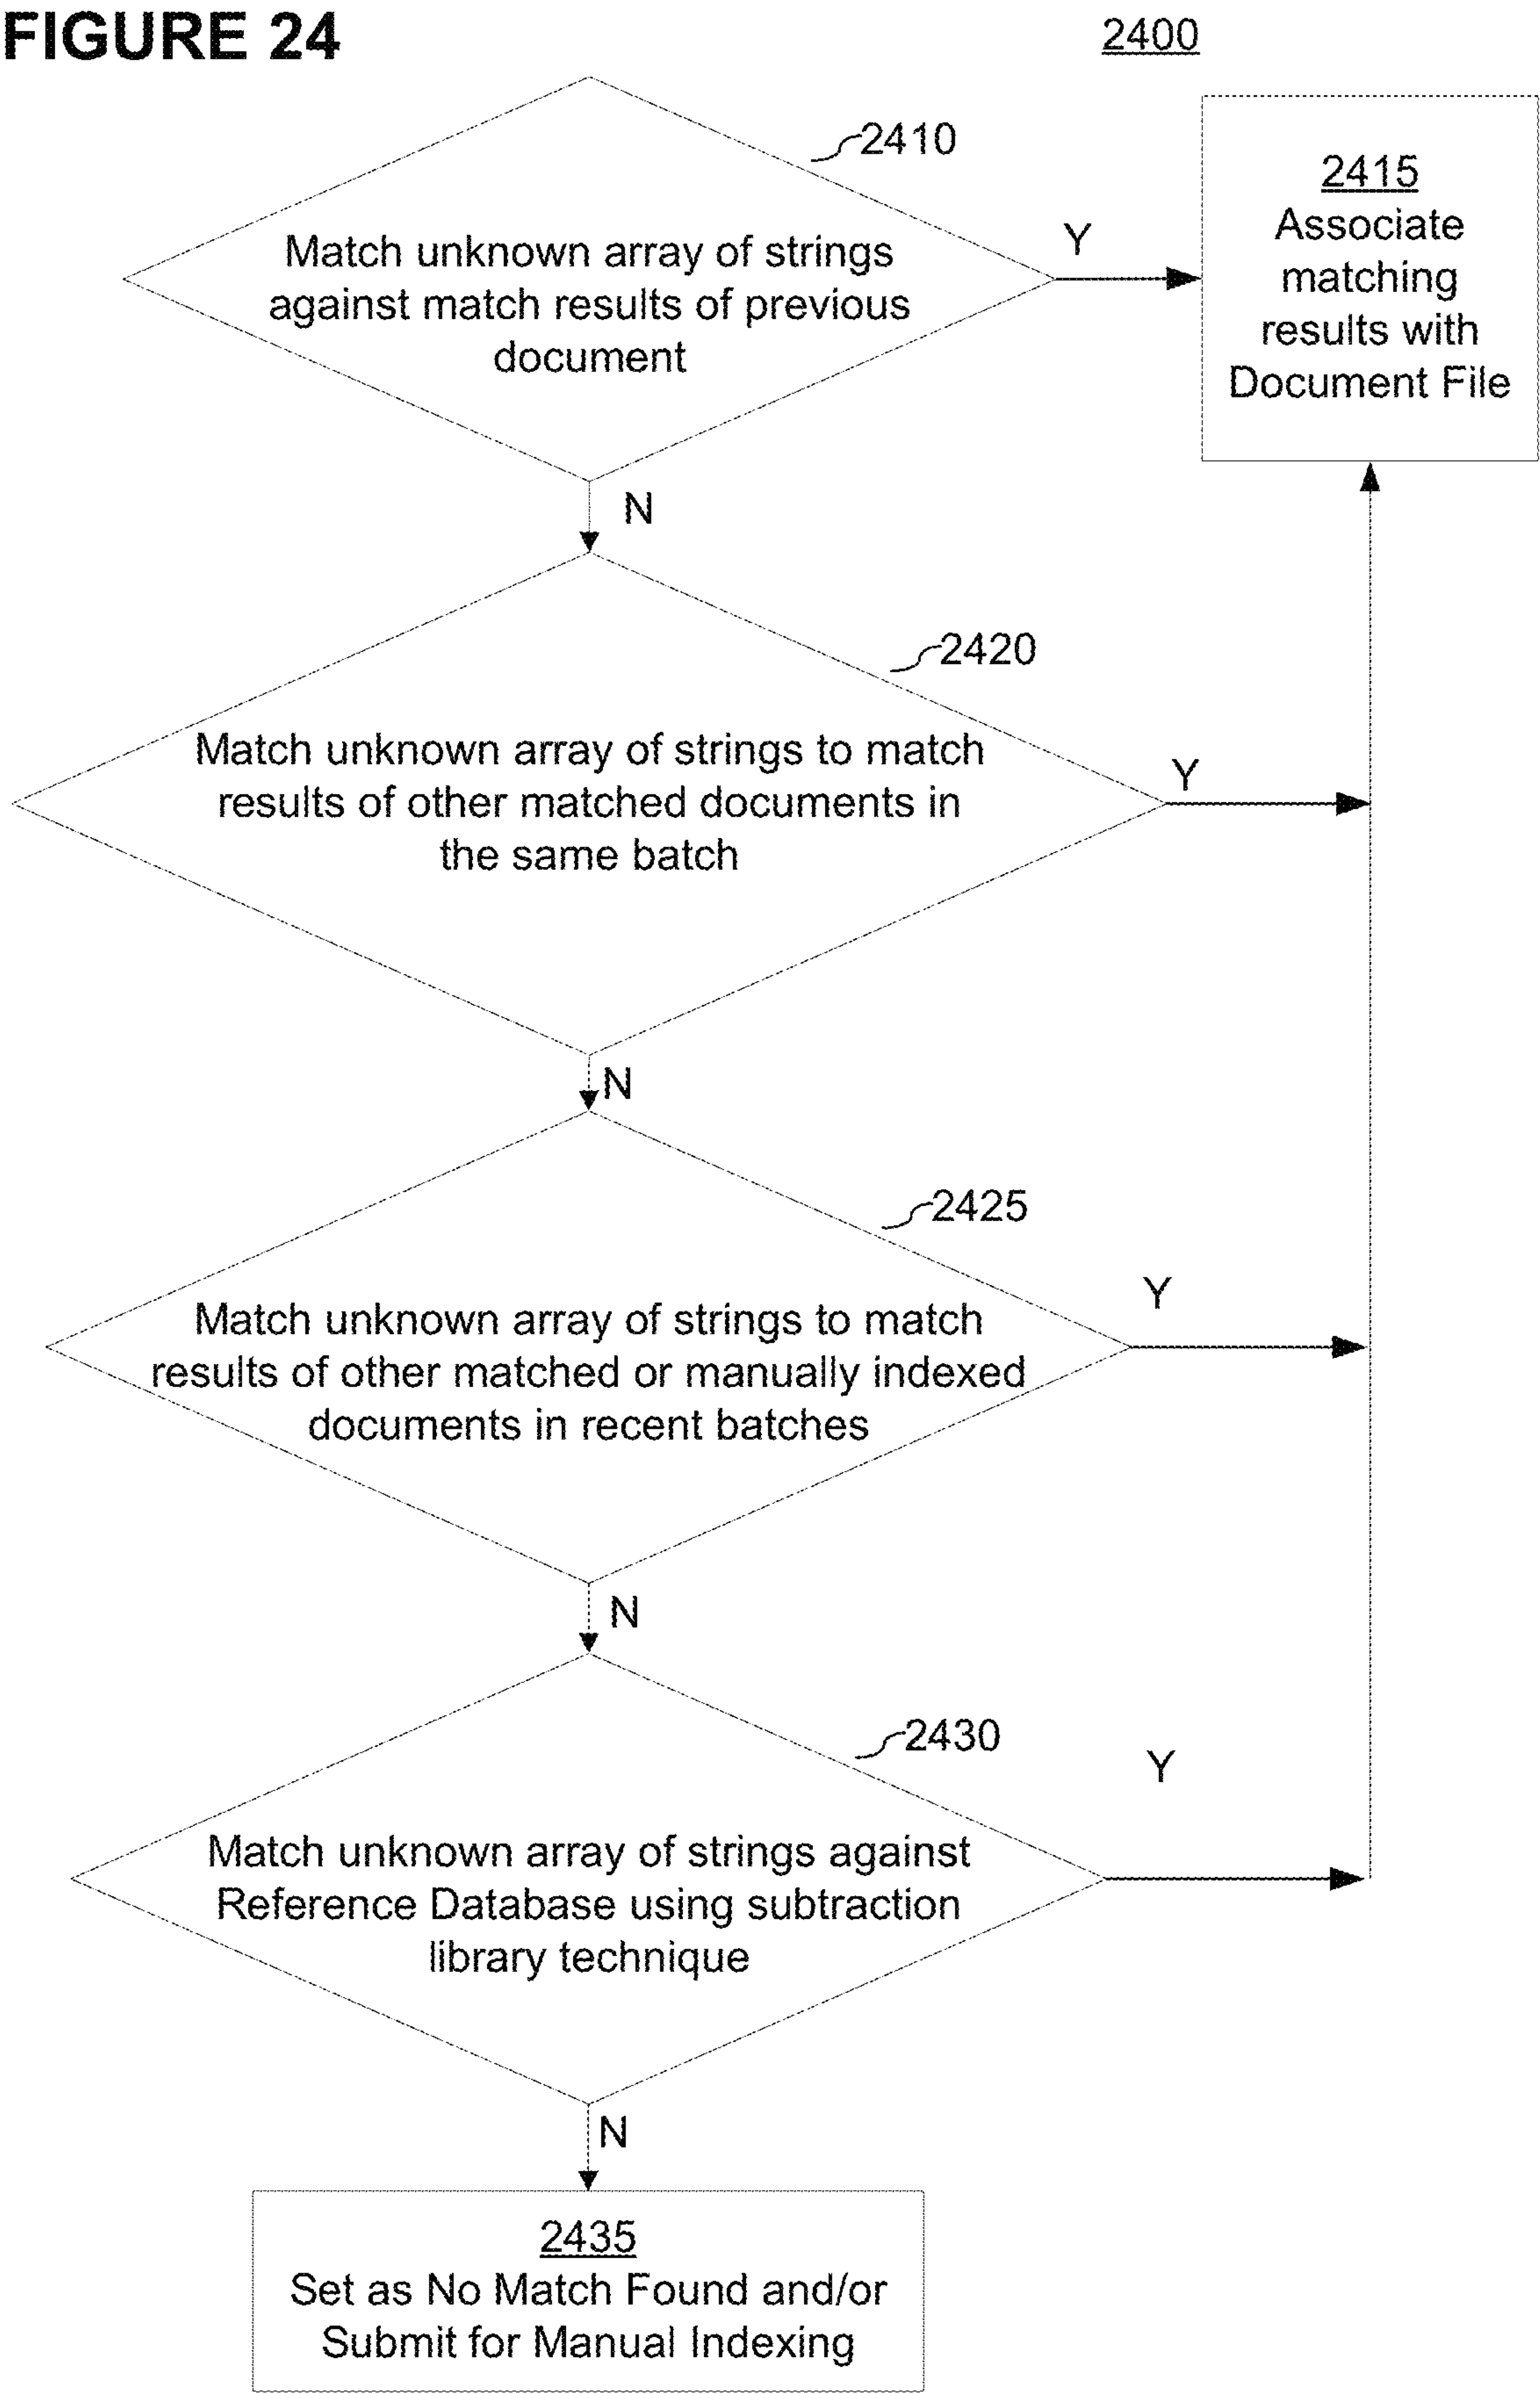 FIGURE 24
2400
2410
Match unknown array of strings
against match results of previous
document
Y
2415
Associate
matching
results with
Document File
N
2420
Match unknown array of strings to match
results of other matched documents in
the same batch
Y
N
2425
Match unknown array of strings to match
results of other matched or manually indexed
documents in recent batches
Y
N
2430
Match unknown array of strings against
Reference Database using subtraction
library technique
Y
N
2435
Set as No Match Found and/or
Submit for Manual Indexing